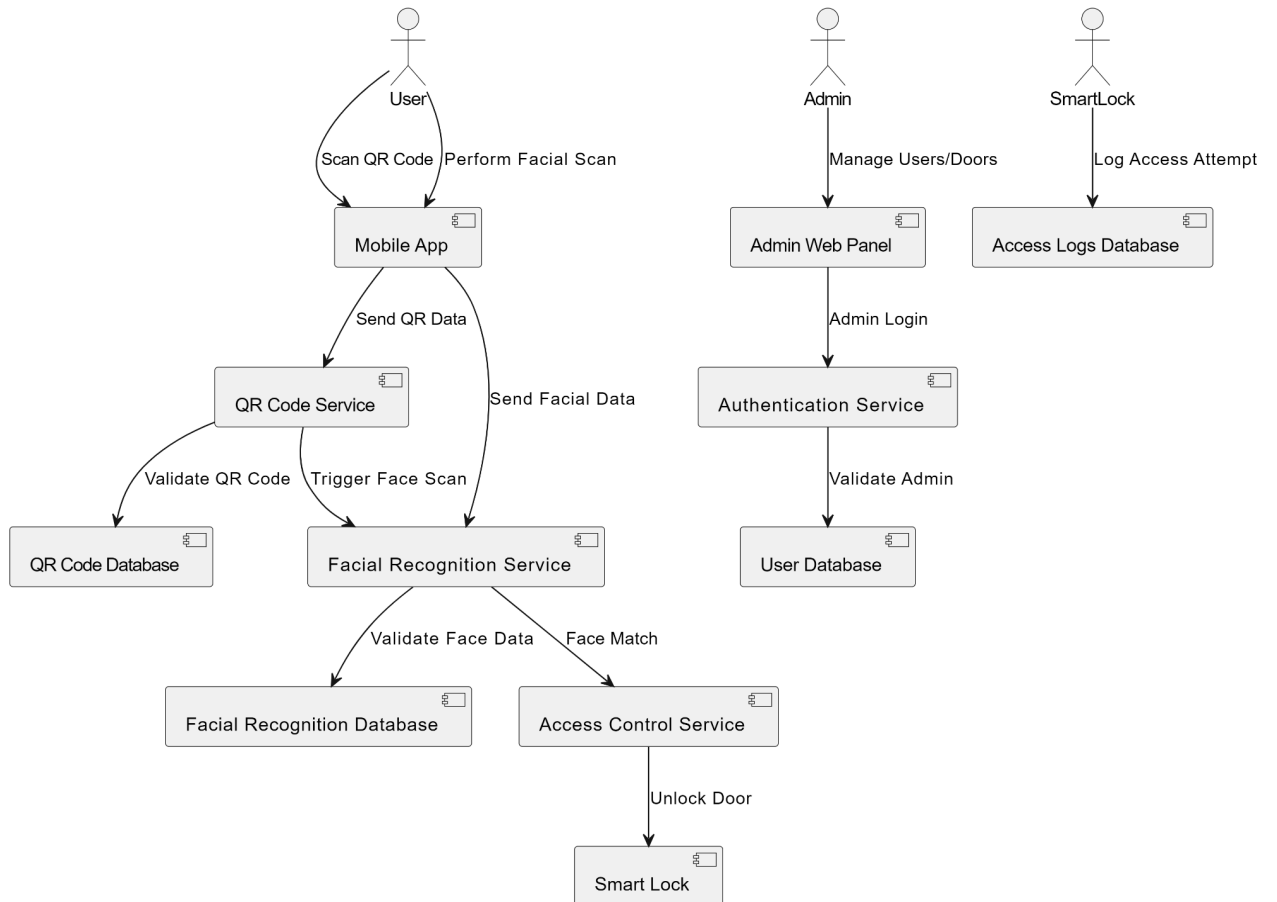 User
Admin
SmartLock
Scan QR Code
Perform Facial Scan
Manage Users/Doors
Log Access Attempt
Mobile App
Admin Web Panel
Access Logs Database
Send QR Data
Admin Login
QR Code Service
Send Facial Data
Authentication Service
Validate QR Code
Trigger Face Scan
Validate Admin
QR Code Database
Facial Recognition Service
User Database
Validate Face Data
Face Match
Facial Recognition Database
Access Control Service
Unlock Door
Smart Lock